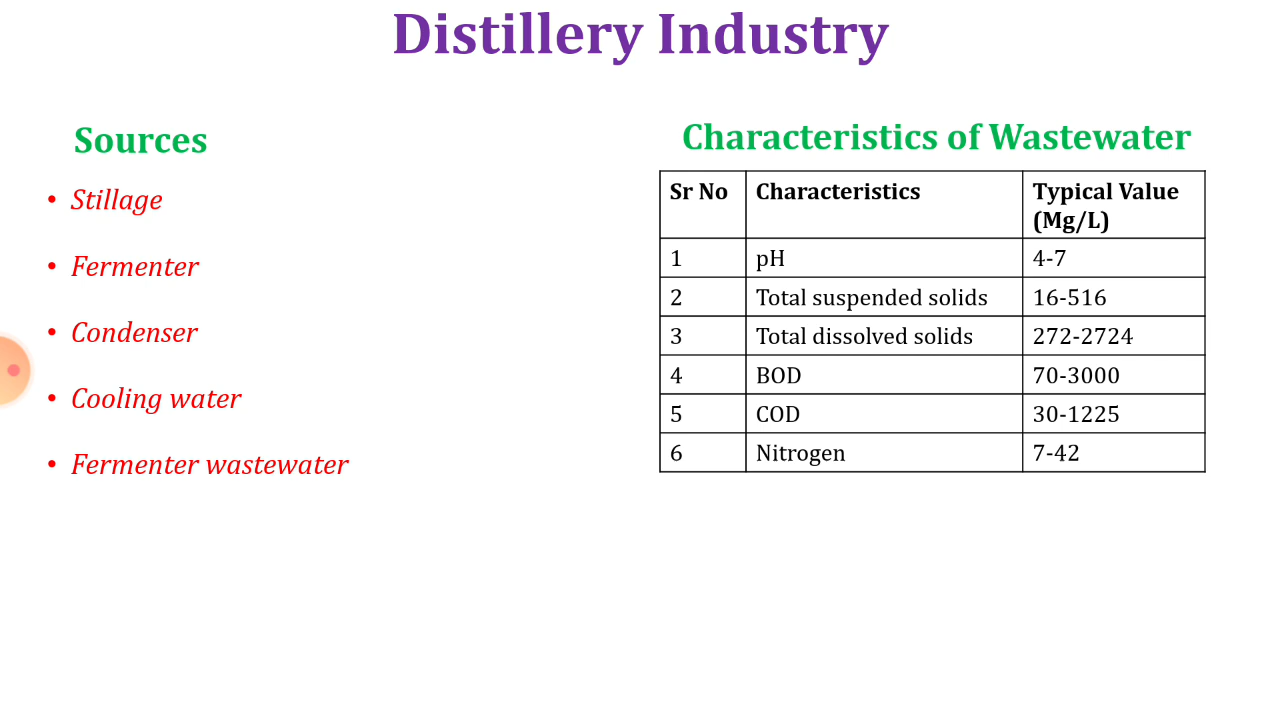 Distillery Industry
Sources
• Stillage
• Fermenter
• Condenser
• Cooling water
• Fermenter wastewater
Characteristics of Wastewater
Sr No Characteristics Typical Value
(Mg/L)
1 pH 4-7
2 Total suspended solids 16-516
3 Total dissolved solids 272-2724
4 BOD 70-3000
5 COD 30-1225
6 Nitrogen 7-42